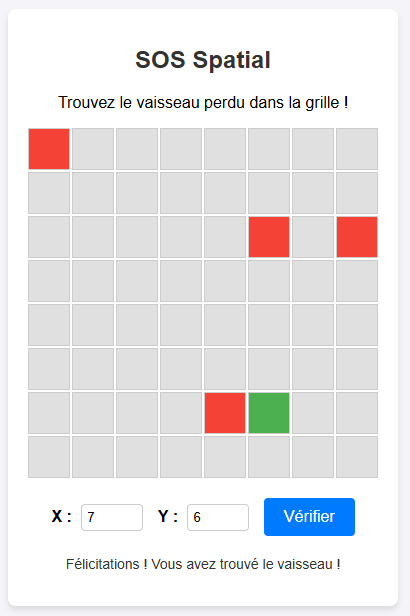 SOS Spatial
Trouvez le vaisseau perdu dans la grille !
X : 7 Y : 6 Vérifier
Félicitations ! Vous avez trouvé le vaisseau !